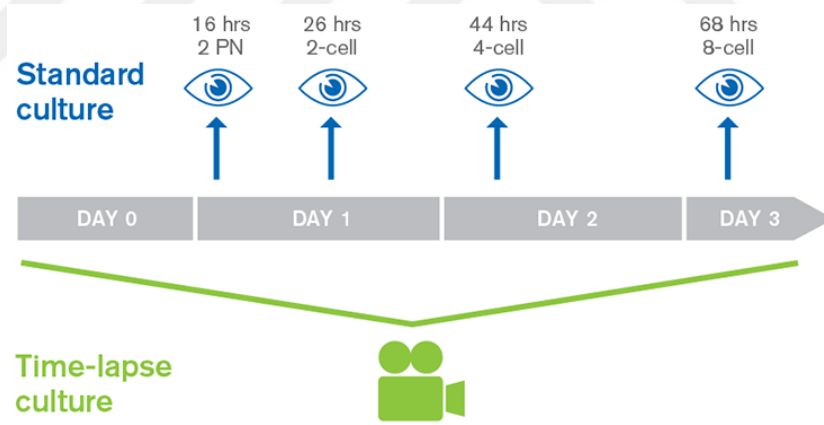 16 hrs
2 PN
26 hrs
2-cell
44 hrs
4-cell
68 hrs
8-cell
Standard
culture
DAY 0
DAY 1
DAY 2
DAY 3
Time-lapse
culture